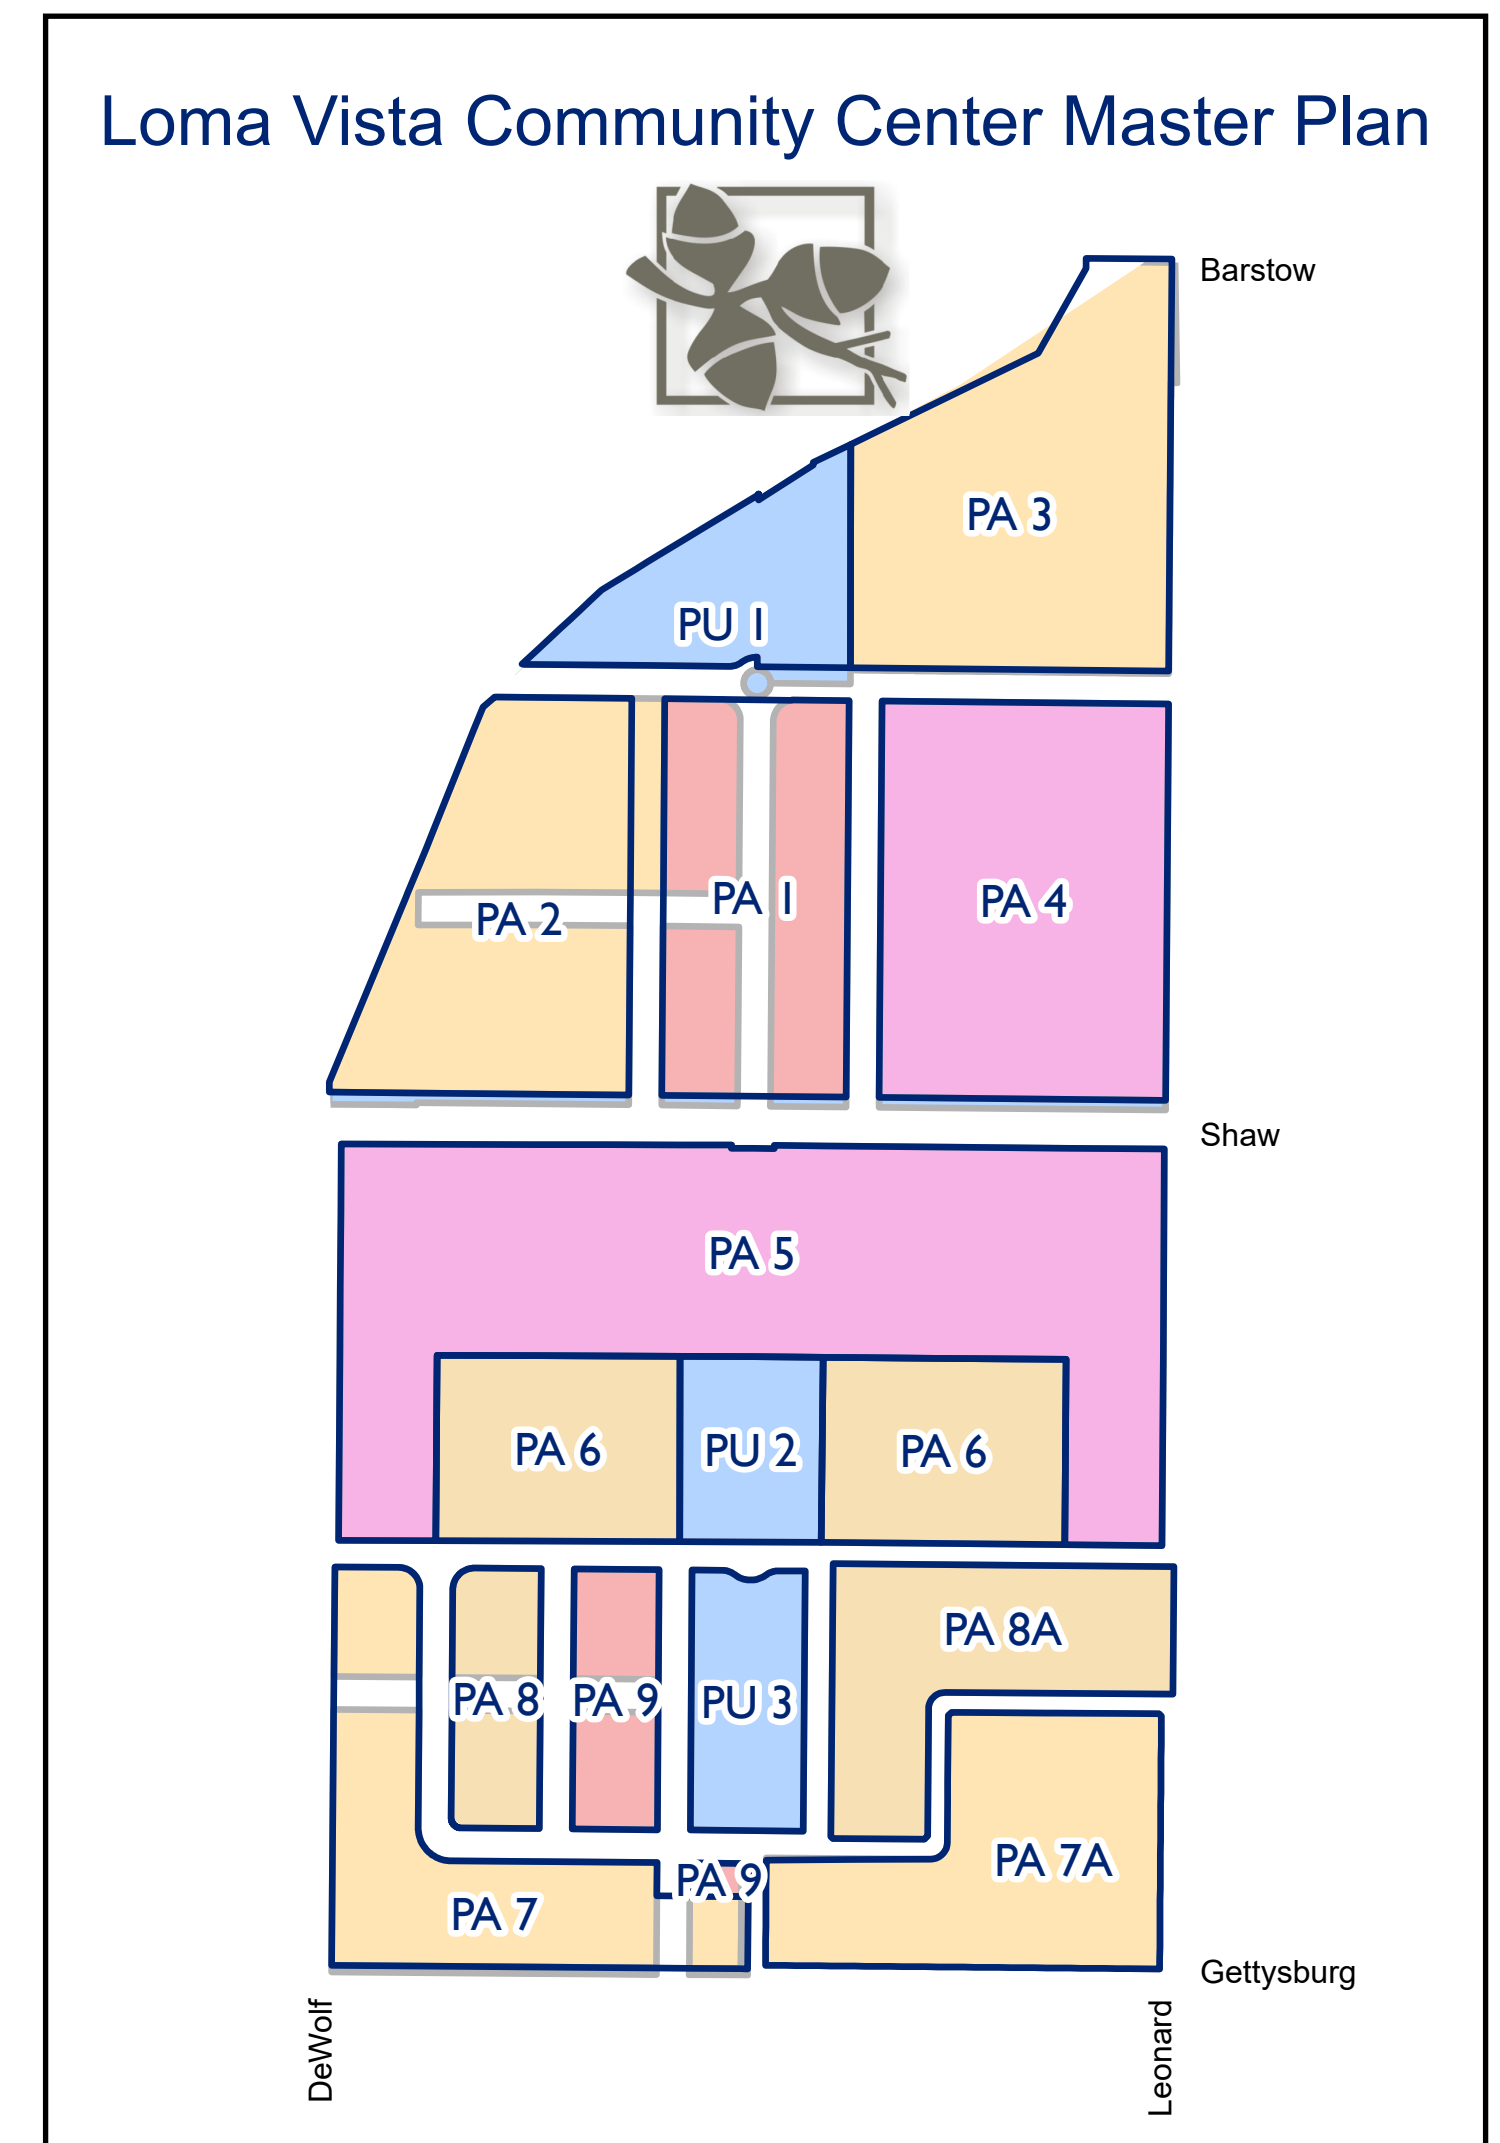 Loma Vista Community Center Master Plan
Barstow
PA 3
PU 1
PA 1
PA 4
PA 2
Shaw
PA 5
PA 6
PU 2
PA 6
PA 8A
PA 8
PA 9
PU 3
PA 7A
PA 9
PA 7
Gettysburg
DeWolf
Leonard